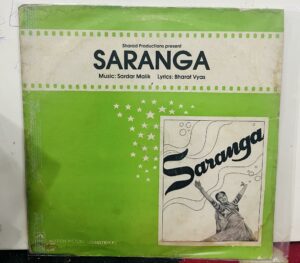 Sharad Productions present
SARANGA
Music: Sardar Malik Lyrics: Bharat Vyas
Saranga